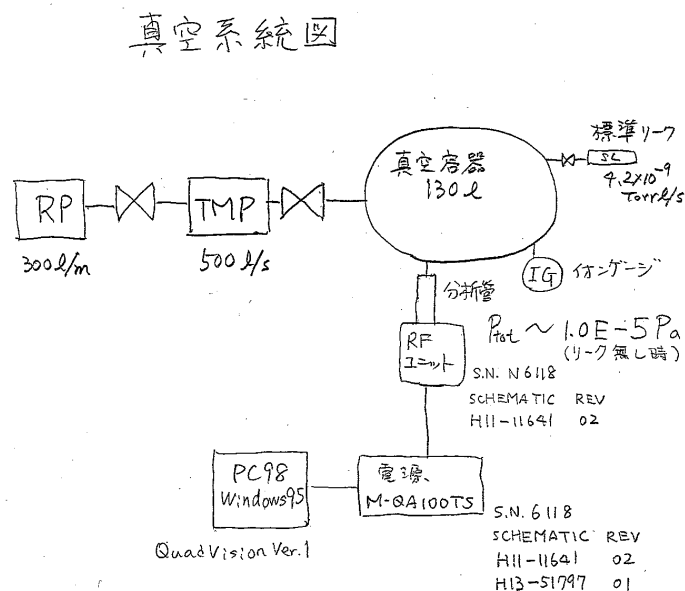 真空系統図
標準リーク
SL
4.2×10⁻⁹
Torrℓ/s
真空容器
130ℓ
RP
TMP
300ℓ/m
500ℓ/s
IG イオンゲージ
分析管
Ptot ~ 1.0E-5 Pa
(リーク無し時)
RF
ユニット
S.N. N6118
SCHEMATIC REV
H11-11641 02
PC98
Windows95
電源
M-QA100TS
QuadVision Ver.1
S.N. 6118
SCHEMATIC REV
H11-11641 02
H13-51797 01